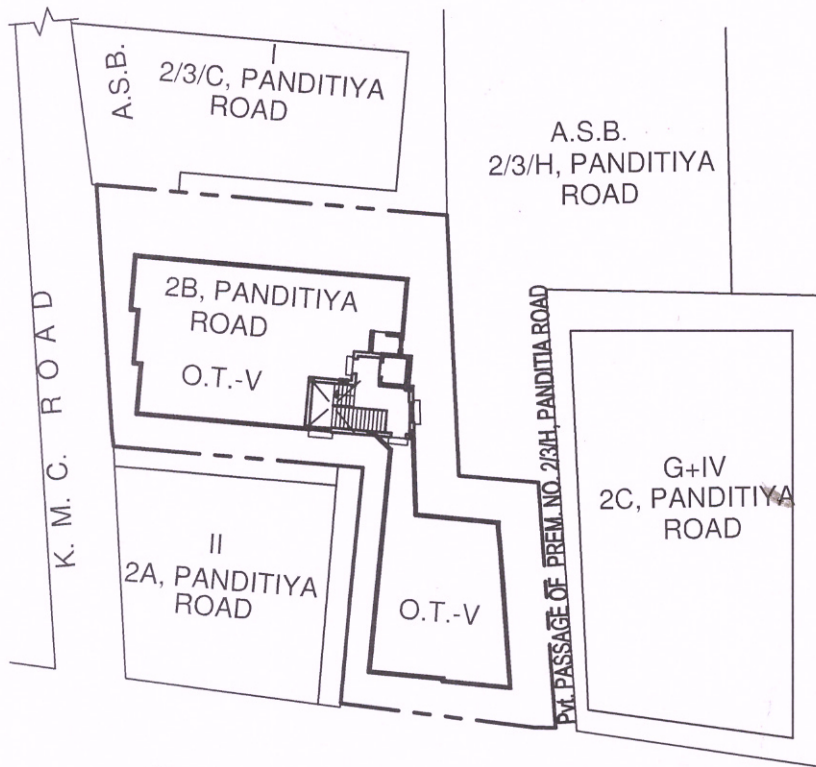 A.S.B.
I
2/3/C, PANDITIYA
ROAD
A.S.B.
2/3/H, PANDITIYA
ROAD
K. M. C. ROAD
2B, PANDITIYA
ROAD
O.T.-V
Pvt. PASSAGE OF PREM. NO. 2/3/H, PANDITIA ROAD
G+IV
2C, PANDITIYA
ROAD
II
2A, PANDITIYA
ROAD
O.T.-V